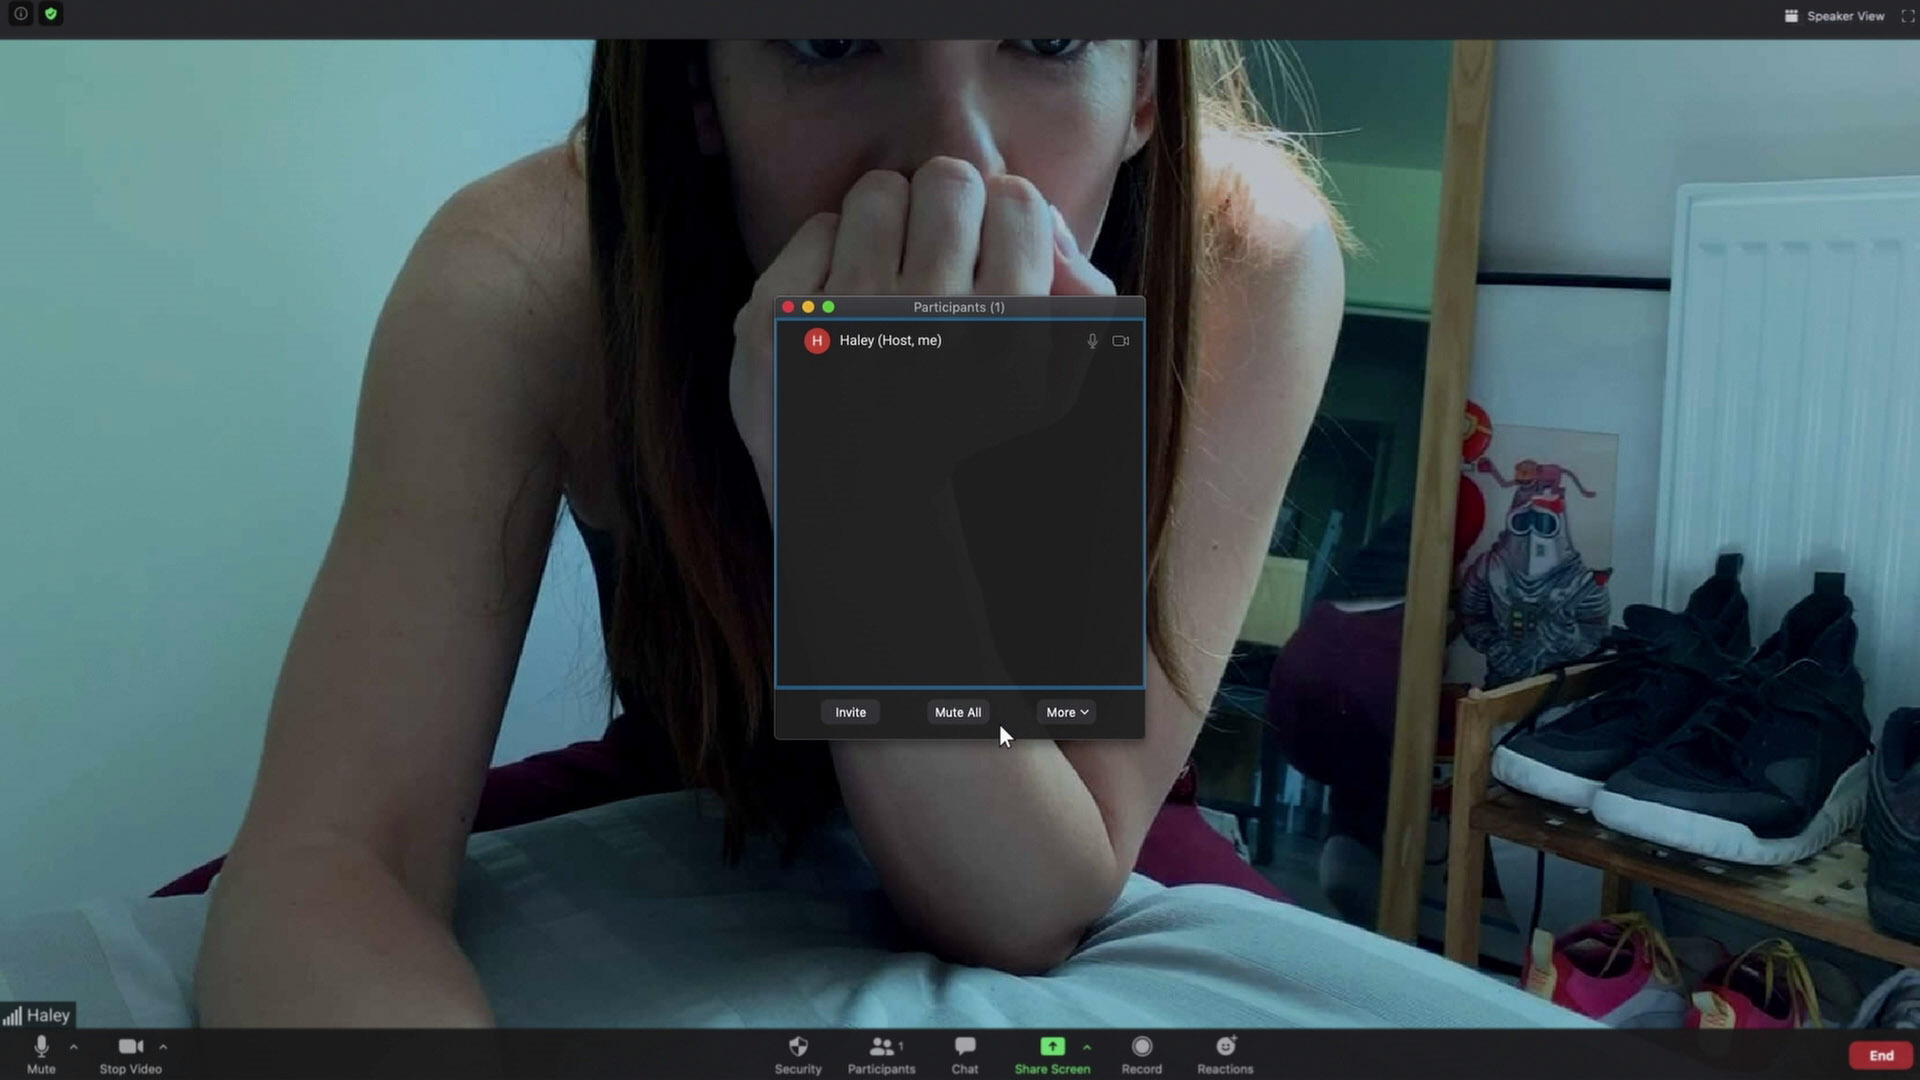 Speaker View
Participants (1)
H
Haley (Host, me)
Invite
Mute All
More
Haley
Mute
Stop Video
Security
1
Participants
Chat
Share Screen
Record
Reactions
End